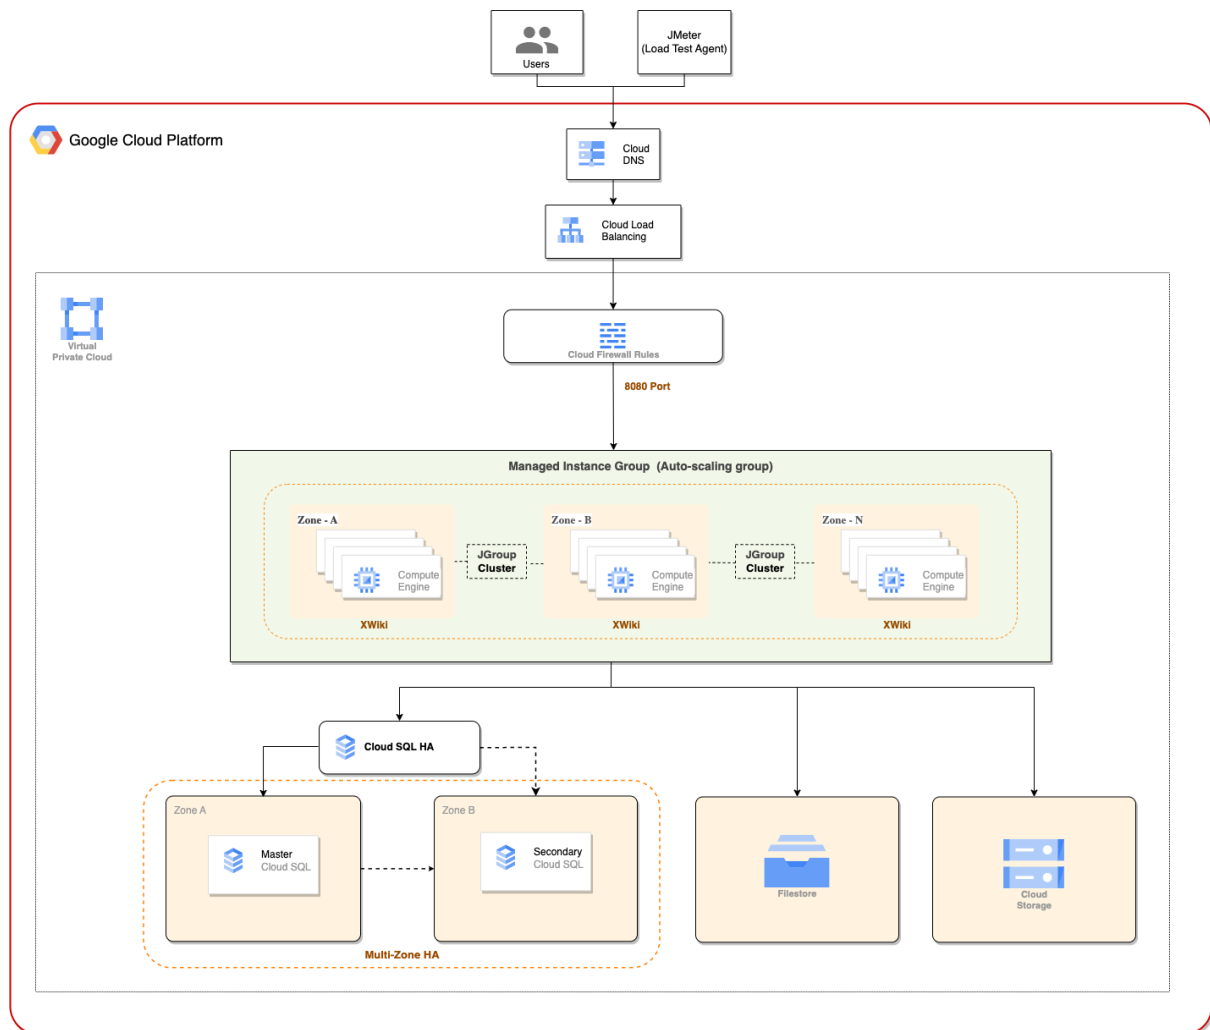 Users
JMeter
(Load Test Agent)
Google Cloud Platform
Cloud
DNS
Cloud Load
Balancing
Virtual
Private Cloud
Cloud Firewall Rules
8080 Port
Managed Instance Group  (Auto-scaling group)
Zone - A
Compute
Engine
XWiki
JGroup
Cluster
Zone - B
Compute
Engine
XWiki
JGroup
Cluster
Zone - N
Compute
Engine
XWiki
Cloud SQL HA
Zone A
Master
Cloud SQL
Zone B
Secondary
Cloud SQL
Multi-Zone HA
Filestore
Cloud
Storage